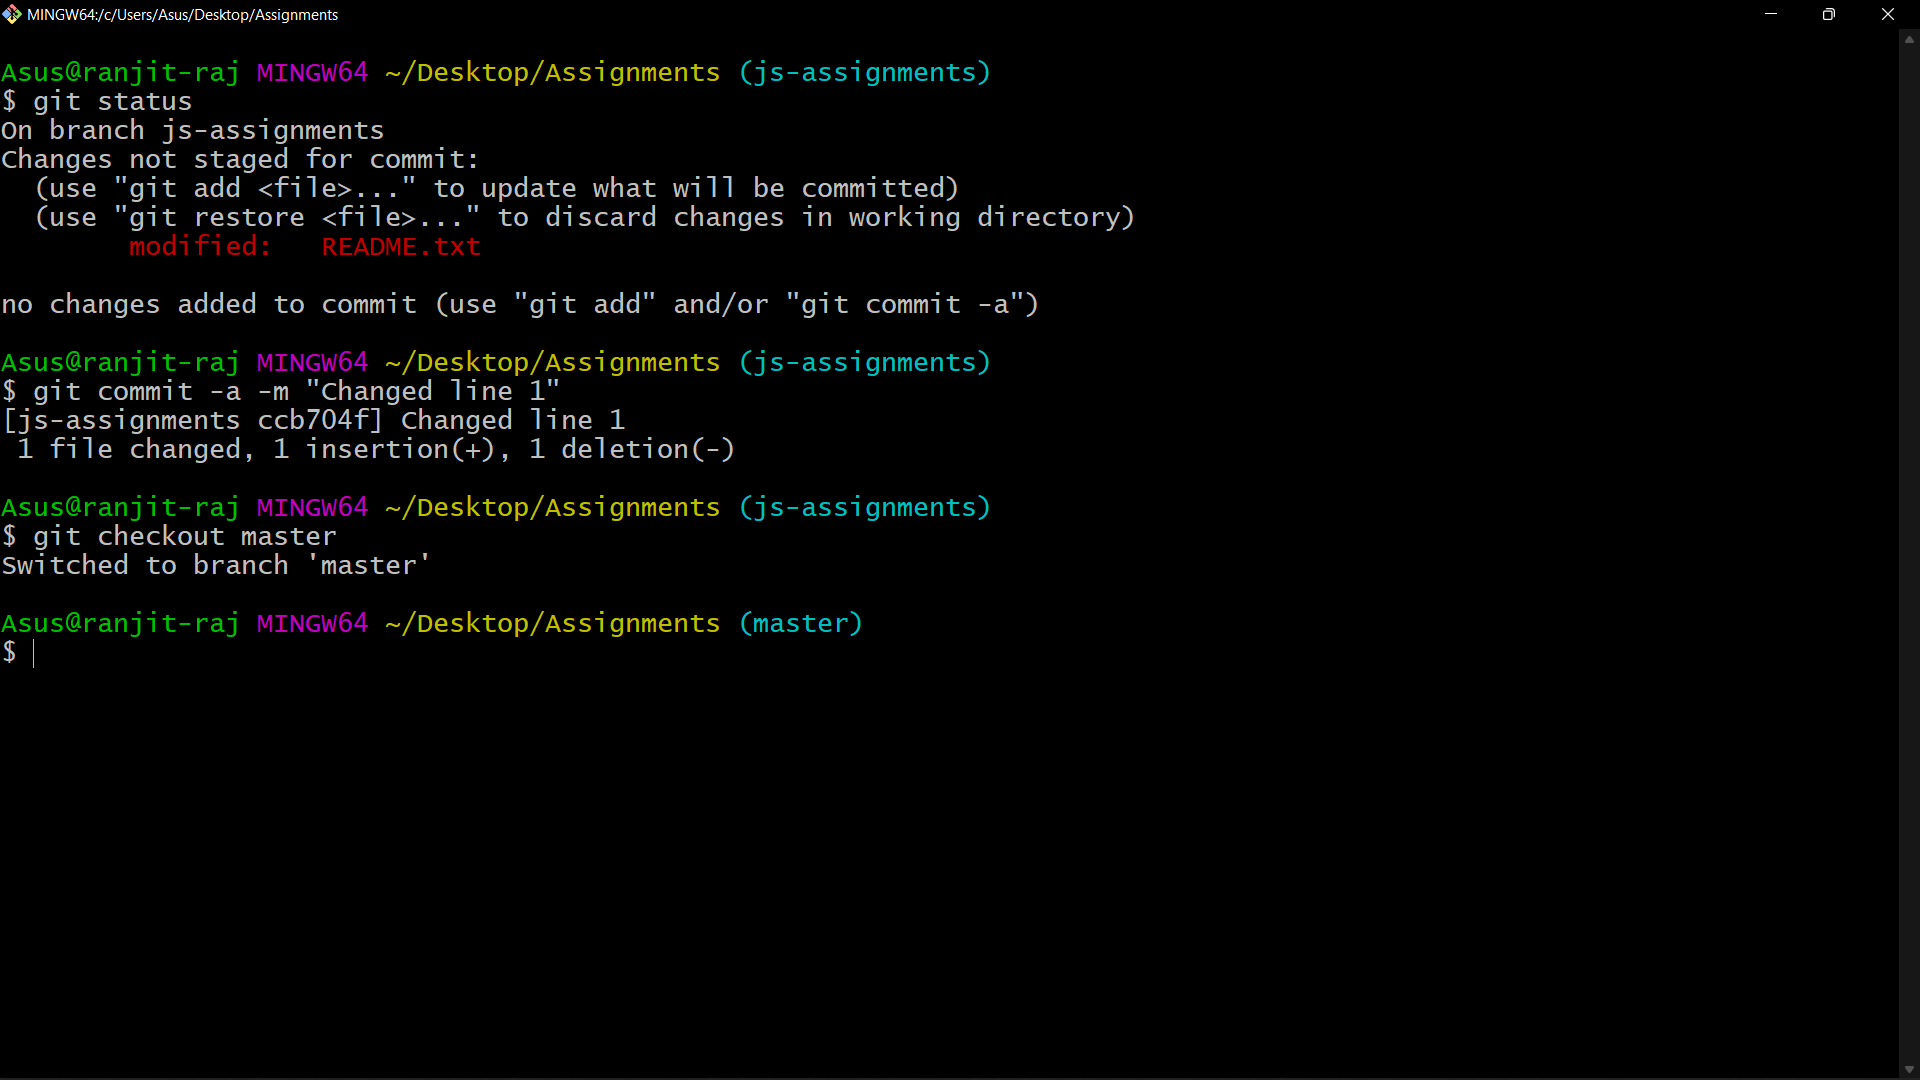 MINGW64:/c/Users/Asus/Desktop/Assignments
Asus@ranjit-raj MINGW64 ~/Desktop/Assignments (js-assignments)
$ git status
On branch js-assignments
Changes not staged for commit:
  (use "git add <file>..." to update what will be committed)
  (use "git restore <file>..." to discard changes in working directory)
        modified:   README.txt
no changes added to commit (use "git add" and/or "git commit -a")
Asus@ranjit-raj MINGW64 ~/Desktop/Assignments (js-assignments)
$ git commit -a -m "Changed line 1"
[js-assignments ccb704f] Changed line 1
 1 file changed, 1 insertion(+), 1 deletion(-)
Asus@ranjit-raj MINGW64 ~/Desktop/Assignments (js-assignments)
$ git checkout master
Switched to branch 'master'
Asus@ranjit-raj MINGW64 ~/Desktop/Assignments (master)
$